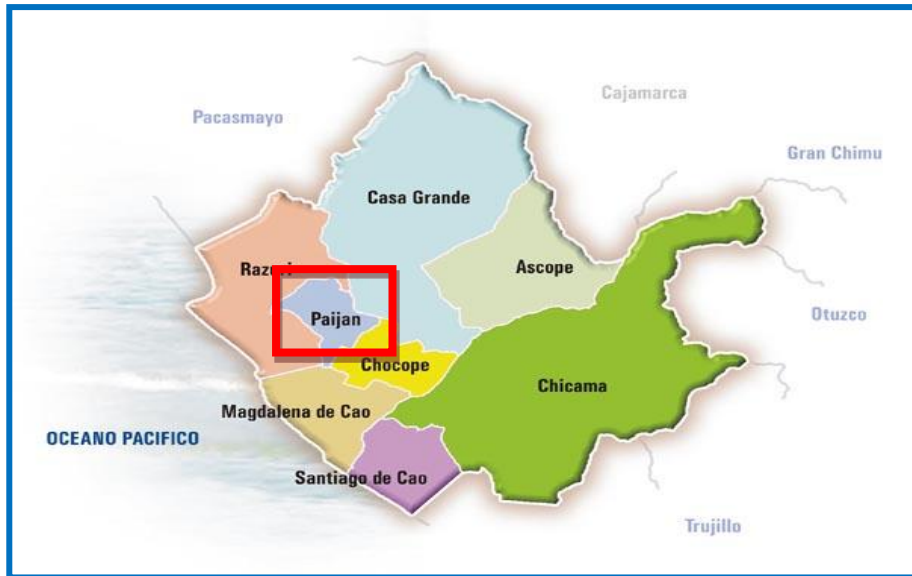 Cajamarca
Pacasmayo
Gran Chimu
Casa Grande
Ascope
Razuri
Otuzco
Paijan
Chocope
Chicama
Magdalena de Cao
OCEANO PACIFICO
Santiago de Cao
Trujillo